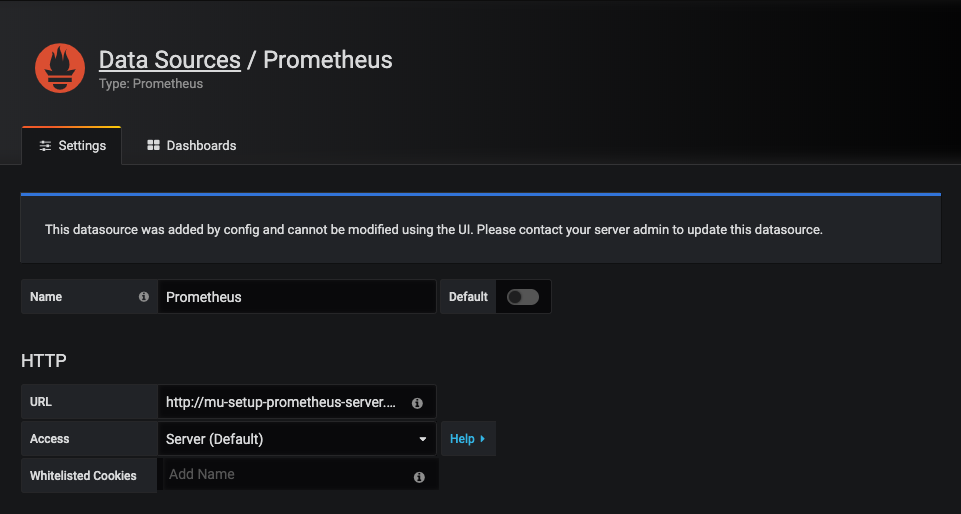 Data Sources / Prometheus
Type: Prometheus
Settings
Dashboards
This datasource was added by config and cannot be modified using the UI. Please contact your server admin to update this datasource.
Name
Prometheus
Default
HTTP
URL
http://mu-setup-prometheus-server....
Access
Server (Default)
Help
Whitelisted Cookies
Add Name